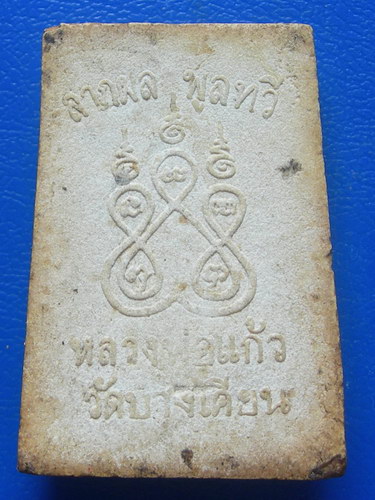 ลาภผล พูลทวี
หลวงพ่อแก้ว
วัดบางเคียน